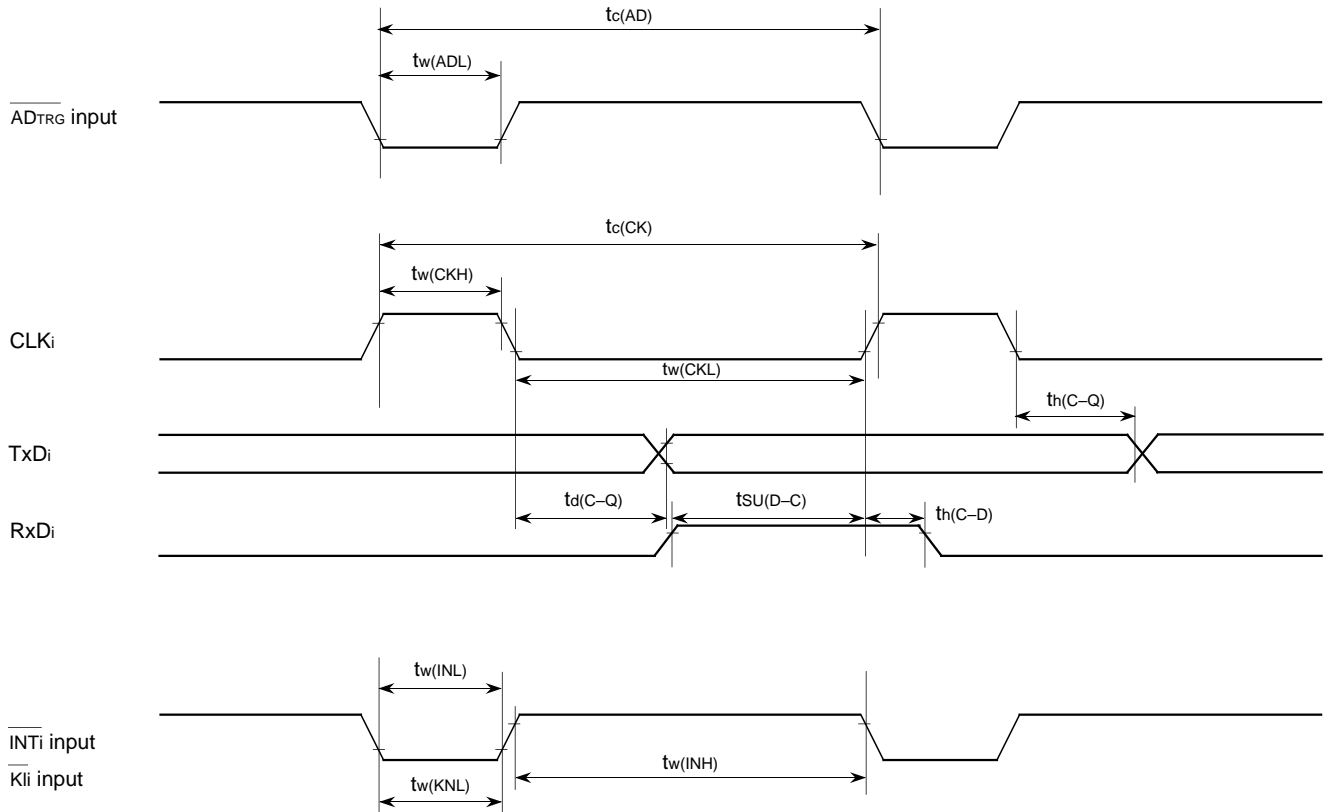 tc(AD)
tw(ADL)
ADTRG input
tc(CK)
tw(CKH)
CLKi
tw(CKL)
th(C–Q)
TxDi
td(C–Q)
tSU(D–C)
th(C–D)
RxDi
tw(INL)
INTi input
KIi input
tw(INH)
tw(KNL)